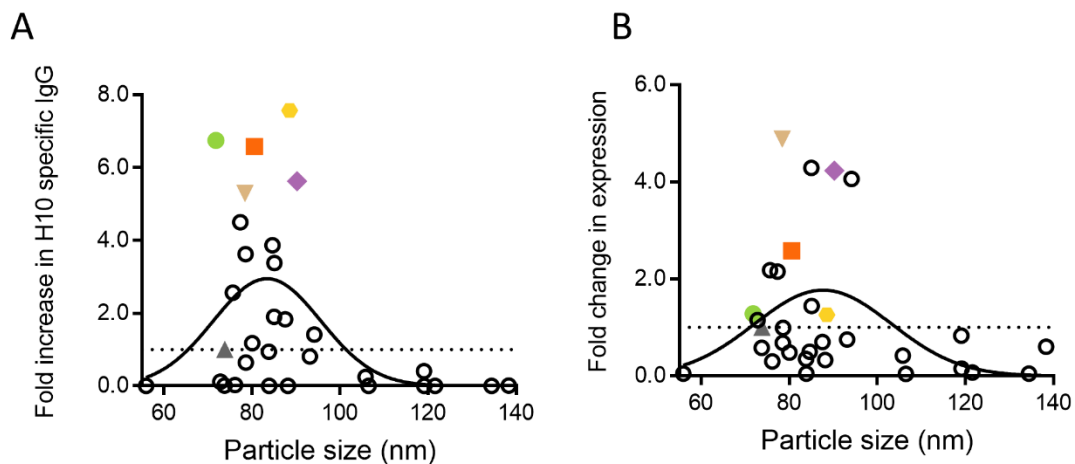 A
Fold increase in H10 specific IgG
8.0
6.0
4.0
2.0
0.0
60 80 100 120 140
Particle size (nm)
B
Fold change in expression
6.0
4.0
2.0
0.0
60 80 100 120 140
Particle size (nm)